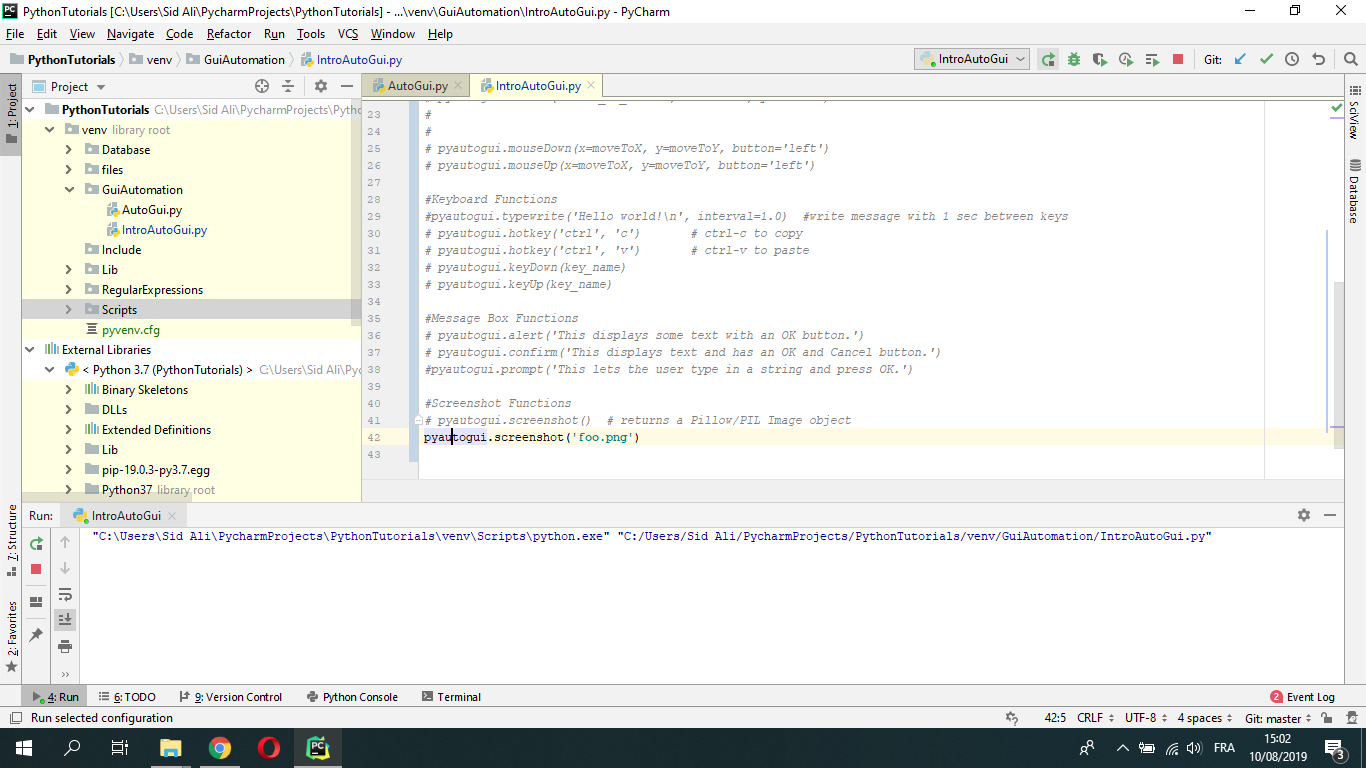 PythonTutorials [C:\Users\Sid Ali\PycharmProjects\PythonTutorials] - ...\venv\GuiAutomation\IntroAutoGui.py - PyCharm
File Edit View Navigate Code Refactor Run Tools VCS Window Help
PythonTutorials venv GuiAutomation IntroAutoGui.py
IntroAutoGui Git:
1: Project
Project
PythonTutorials C:\Users\Sid Ali\PycharmProjects\Pytho
venv library root
Database
files
GuiAutomation
AutoGui.py
IntroAutoGui.py
Include
Lib
RegularExpressions
Scripts
pyvenv.cfg
External Libraries
< Python 3.7 (PythonTutorials) > C:\Users\Sid Ali\Pyc
Binary Skeletons
DLLs
Extended Definitions
Lib
pip-19.0.3-py3.7.egg
Python37 library root
AutoGui.py IntroAutoGui.py
23 #
24 #
25 # pyautogui.mouseDown(x=moveToX, y=moveToY, button='left')
26 # pyautogui.mouseUp(x=moveToX, y=moveToY, button='left')
27
28 #Keyboard Functions
29 #pyautogui.typewrite('Hello world!\n', interval=1.0) #write message with 1 sec between keys
30 # pyautogui.hotkey('ctrl', 'c') # ctrl-c to copy
31 # pyautogui.hotkey('ctrl', 'v') # ctrl-v to paste
32 # pyautogui.keyDown(key_name)
33 # pyautogui.keyUp(key_name)
34
35 #Message Box Functions
36 # pyautogui.alert('This displays some text with an OK button.')
37 # pyautogui.confirm('This displays text and has an OK and Cancel button.')
38 #pyautogui.prompt('This lets the user type in a string and press OK.')
39
40 #Screenshot Functions
41 # pyautogui.screenshot() # returns a Pillow/PIL Image object
42 pyautogui.screenshot('foo.png')
43
SciView
Database
7: Structure
2: Favorites
Run: IntroAutoGui
"C:\Users\Sid Ali\PycharmProjects\PythonTutorials\venv\Scripts\python.exe" "C:/Users/Sid Ali/PycharmProjects/PythonTutorials/venv/GuiAutomation/IntroAutoGui.py"
4: Run 6: TODO 9: Version Control Python Console Terminal 2 Event Log
Run selected configuration 42:5 CRLF UTF-8 4 spaces Git: master
PC FRA 15:02
10/08/2019 3